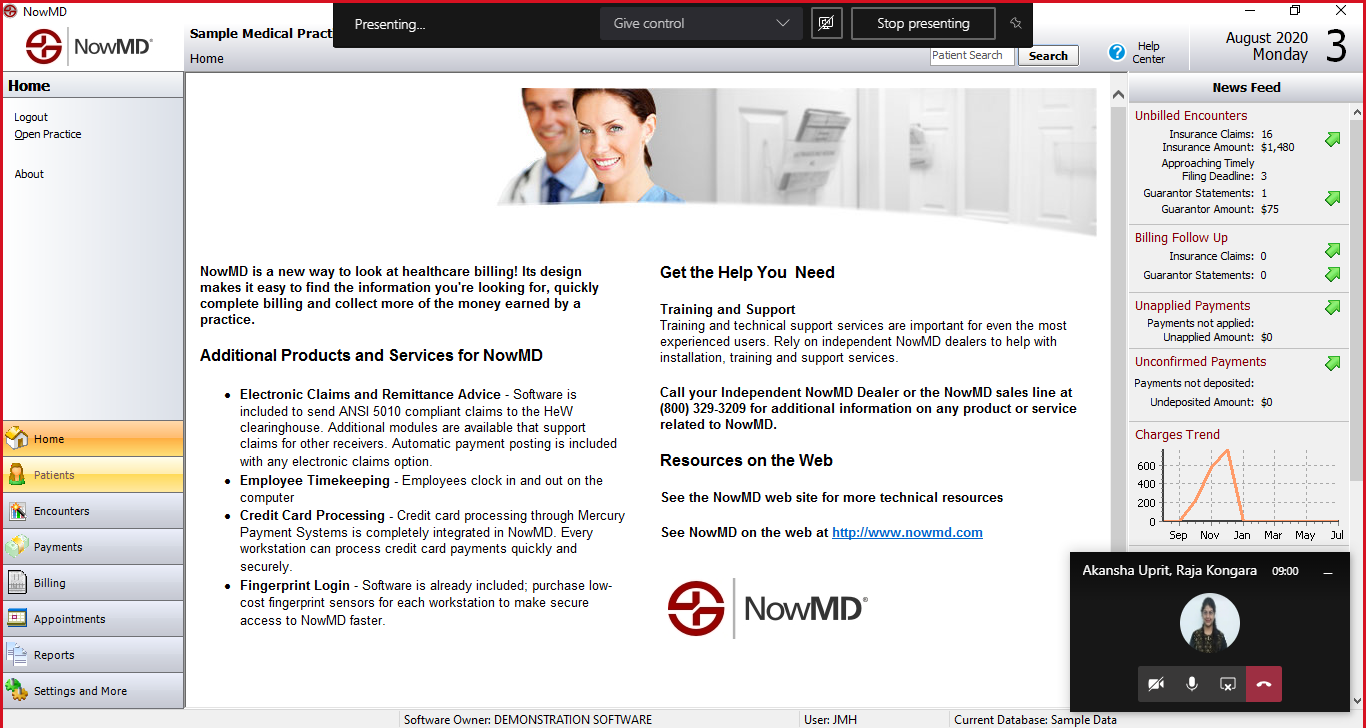 NowMD
Presenting...
Give control
Stop presenting
NowMD®
Sample Medical Pract
Home
Patient Search
Search
Help
Center
August 2020
Monday
3
Home
Logout
Open Practice
About
Home
Patients
Encounters
Payments
Billing
Appointments
Reports
Settings and More
NowMD is a new way to look at healthcare billing! Its design
makes it easy to find the information you're looking for, quickly
complete billing and collect more of the money earned by a
practice.
Additional Products and Services for NowMD
• Electronic Claims and Remittance Advice - Software is
included to send ANSI 5010 compliant claims to the HeW
clearinghouse. Additional modules are available that support
claims for other receivers. Automatic payment posting is included
with any electronic claims option.
• Employee Timekeeping - Employees clock in and out on the
computer
• Credit Card Processing - Credit card processing through Mercury
Payment Systems is completely integrated in NowMD. Every
workstation can process credit card payments quickly and
securely.
• Fingerprint Login - Software is already included; purchase low-
cost fingerprint sensors for each workstation to make secure
access to NowMD faster.
Get the Help You Need
Training and Support
Training and technical support services are important for even the most
experienced users. Rely on independent NowMD dealers to help with
installation, training and support services.
Call your Independent NowMD Dealer or the NowMD sales line at
(800) 329-3209 for additional information on any product or service
related to NowMD.
Resources on the Web
See the NowMD web site for more technical resources
See NowMD on the web at http://www.nowmd.com
NowMD®
News Feed
Unbilled Encounters
Insurance Claims: 16
Insurance Amount: $1,480
Approaching Timely
Filing Deadline: 3
Guarantor Statements: 1
Guarantor Amount: $75
Billing Follow Up
Insurance Claims: 0
Guarantor Statements: 0
Unapplied Payments
Payments not applied:
Unapplied Amount: $0
Unconfirmed Payments
Payments not deposited:
Undeposited Amount: $0
Charges Trend
600
400
200
0
Sep Nov Jan Mar May Jul
Akansha Uprit, Raja Kongara 09:00
Software Owner: DEMONSTRATION SOFTWARE
User: JMH
Current Database: Sample Data